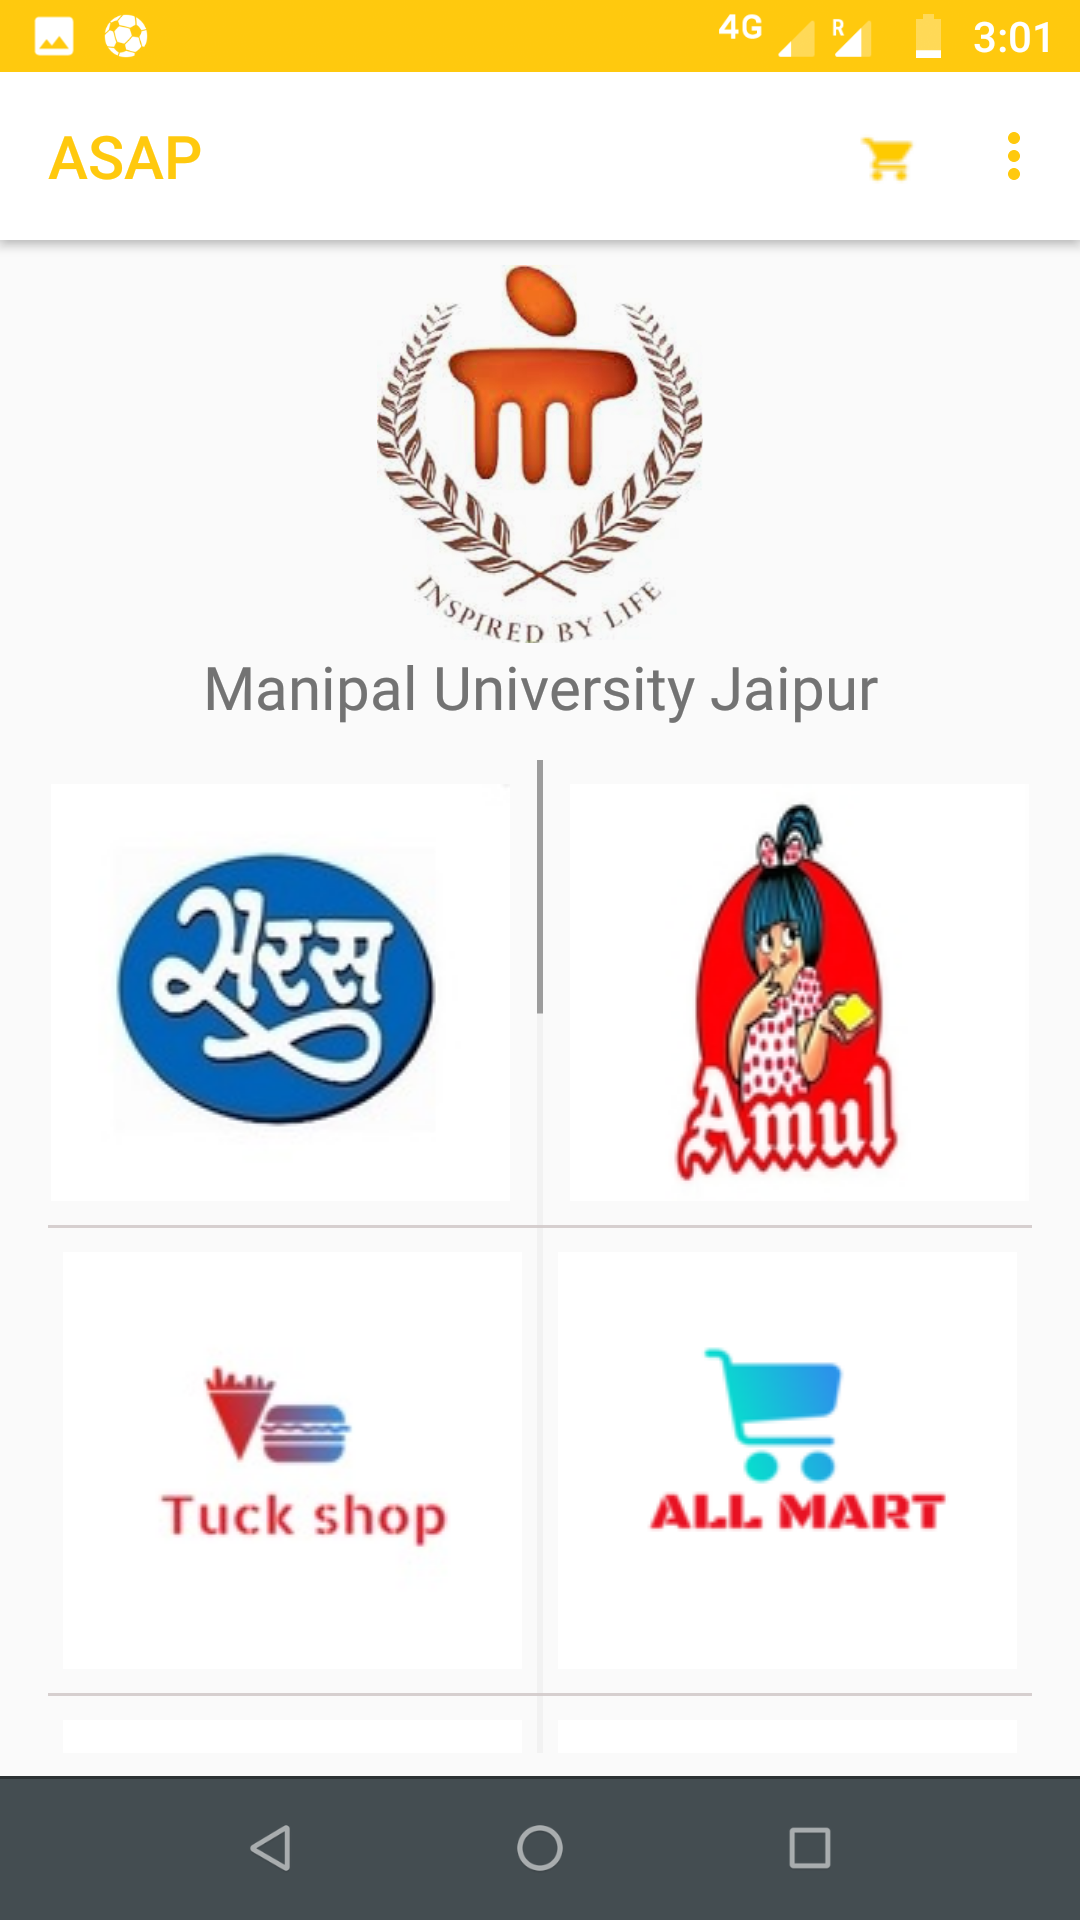 4G R 3:01
ASAP
INSPIRED BY LIFE
Manipal University Jaipur
सरस
Amul
Tuck shop
ALL MART